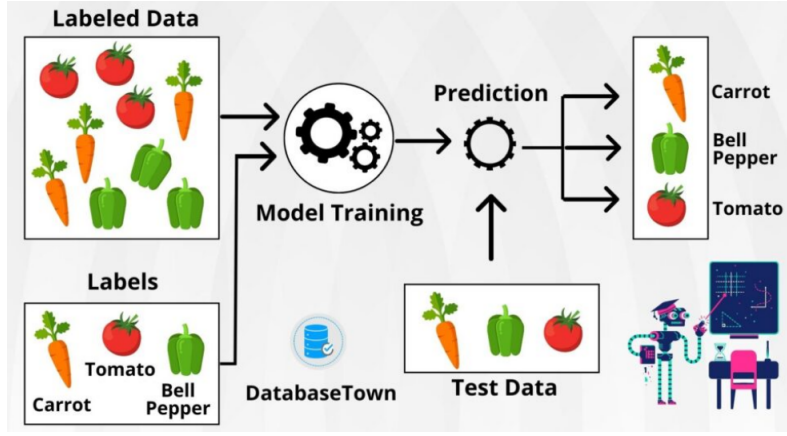 Labeled Data
Model Training
Prediction
Carrot
Bell
Pepper
Tomato
Labels
Carrot
Tomato
Bell
Pepper
DatabaseTown
Test Data